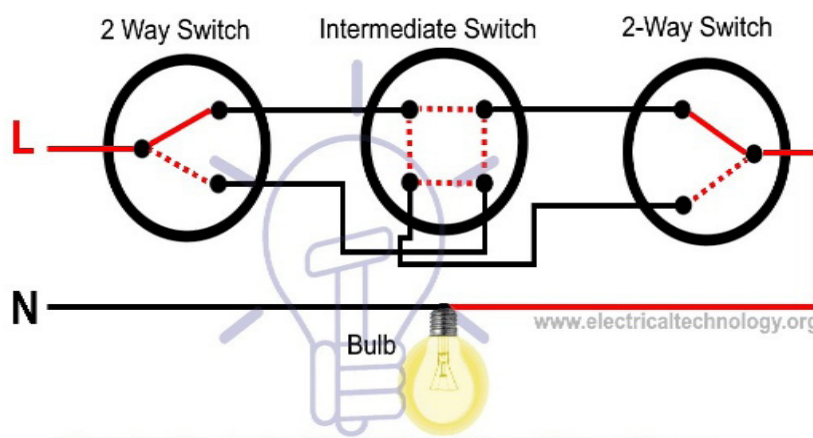 2 Way Switch Intermediate Switch 2-Way Switch
L
N
www.electricaltechnology.org
Bulb